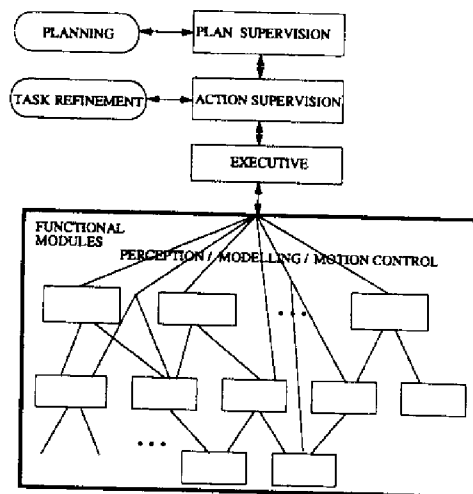 PLANNING
PLAN SUPERVISION
TASK REFINEMENT
ACTION SUPERVISION
EXECUTIVE
FUNCTIONAL
MODULES
PERCEPTION / MODELLING / MOTION CONTROL